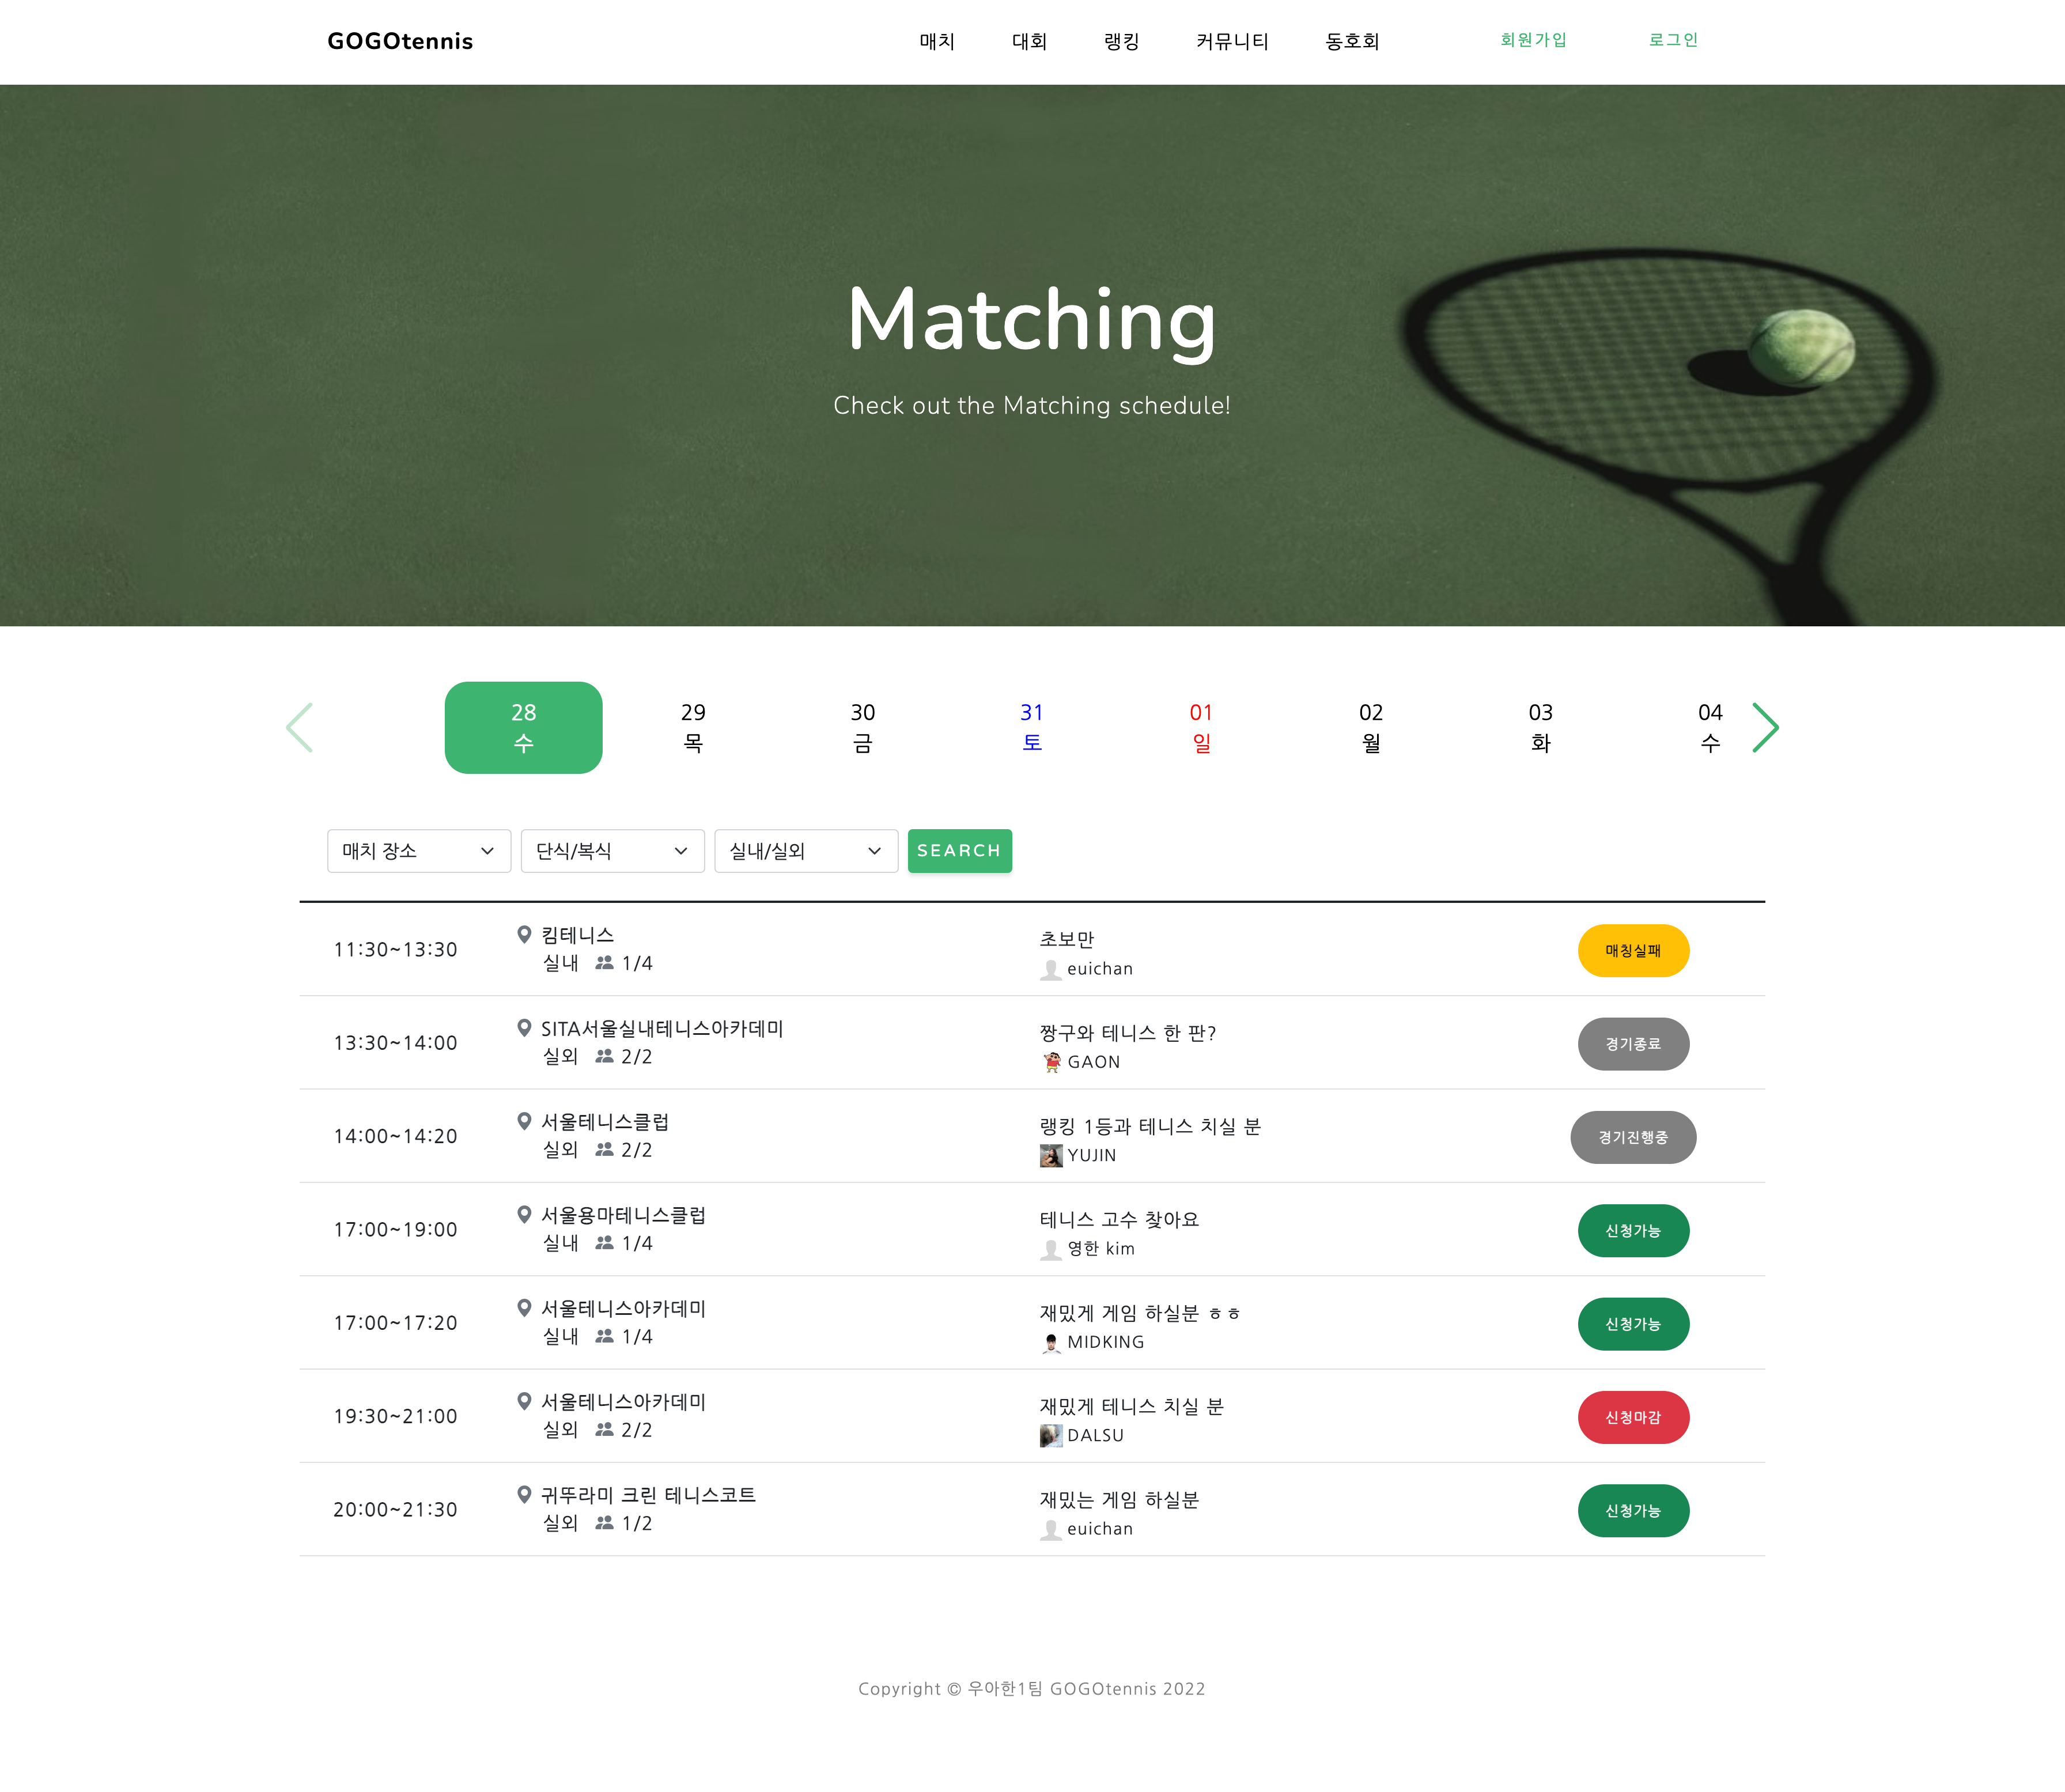 GOGOtennis 매치 대회 랭킹 커뮤니티 동호회 회원가입 로그인
Matching
Check out the Matching schedule!
28 29 30 31 01 02 03 04
수 목 금 토 일 월 화 수
매치 장소 단식/복식 실내/실외 SEARCH
11:30~13:30
킴테니스
실내 1/4
초보만
euichan
매칭실패
13:30~14:00
SITA서울실내테니스아카데미
실외 2/2
짱구와 테니스 한 판?
GAON
경기종료
14:00~14:20
서울테니스클럽
실외 2/2
랭킹 1등과 테니스 치실 분
YUJIN
경기진행중
17:00~19:00
서울용마테니스클럽
실내 1/4
테니스 고수 찾아요
영한 kim
신청가능
17:00~17:20
서울테니스아카데미
실내 1/4
재밌게 게임 하실분 ㅎㅎ
MIDKING
신청가능
19:30~21:00
서울테니스아카데미
실외 2/2
재밌게 테니스 치실 분
DALSU
신청마감
20:00~21:30
귀뚜라미 크린 테니스코트
실외 1/2
재밌는 게임 하실분
euichan
신청가능
Copyright © 우아한1팀 GOGOtennis 2022